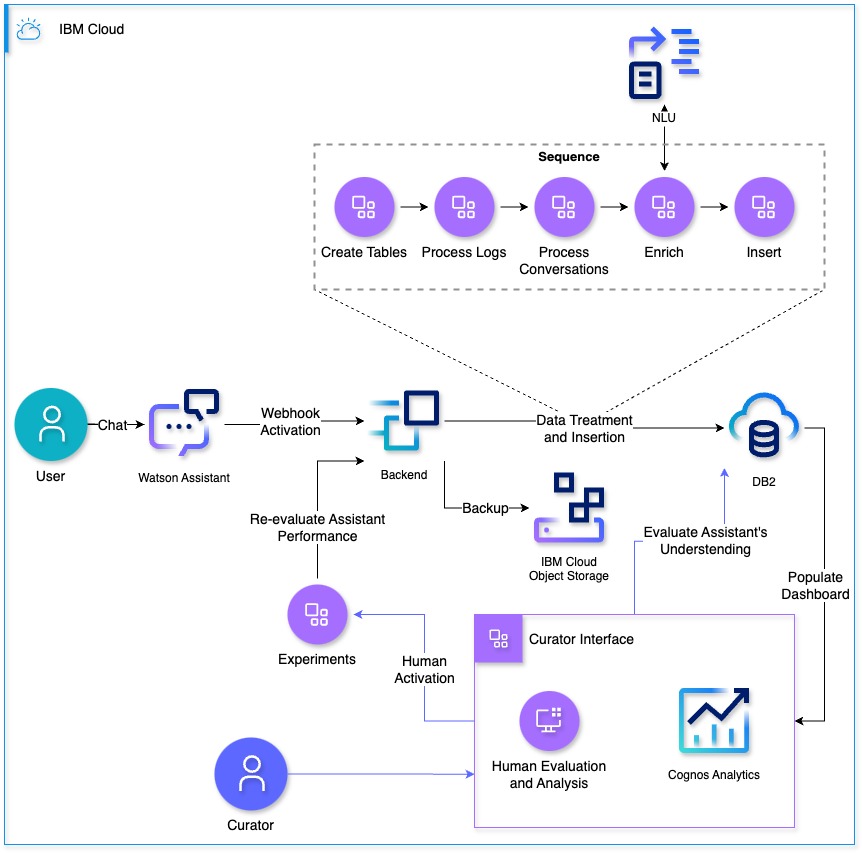 IBM Cloud
NLU
Sequence
Create Tables
Process Logs
Process
Conversations
Enrich
Insert
User
Chat
Watson Assistant
Webhook
Activation
Backend
Data Treatment
and Insertion
DB2
Backup
IBM Cloud
Object Storage
Re-evaluate Assistant
Performance
Evaluate Assistant's
Understending
Populate
Dashboard
Experiments
Human
Activation
Curator Interface
Human Evaluation
and Analysis
Cognos Analytics
Curator